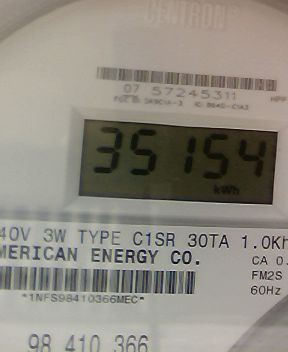 CENTRON®
07 57245311
35154
kWh
40V 3W TYPE C1SR 30TA 1.0Kh
MERICAN ENERGY CO.
CA 0.
FM2S
60Hz
*1NFS98410366MEC*
98 410 366